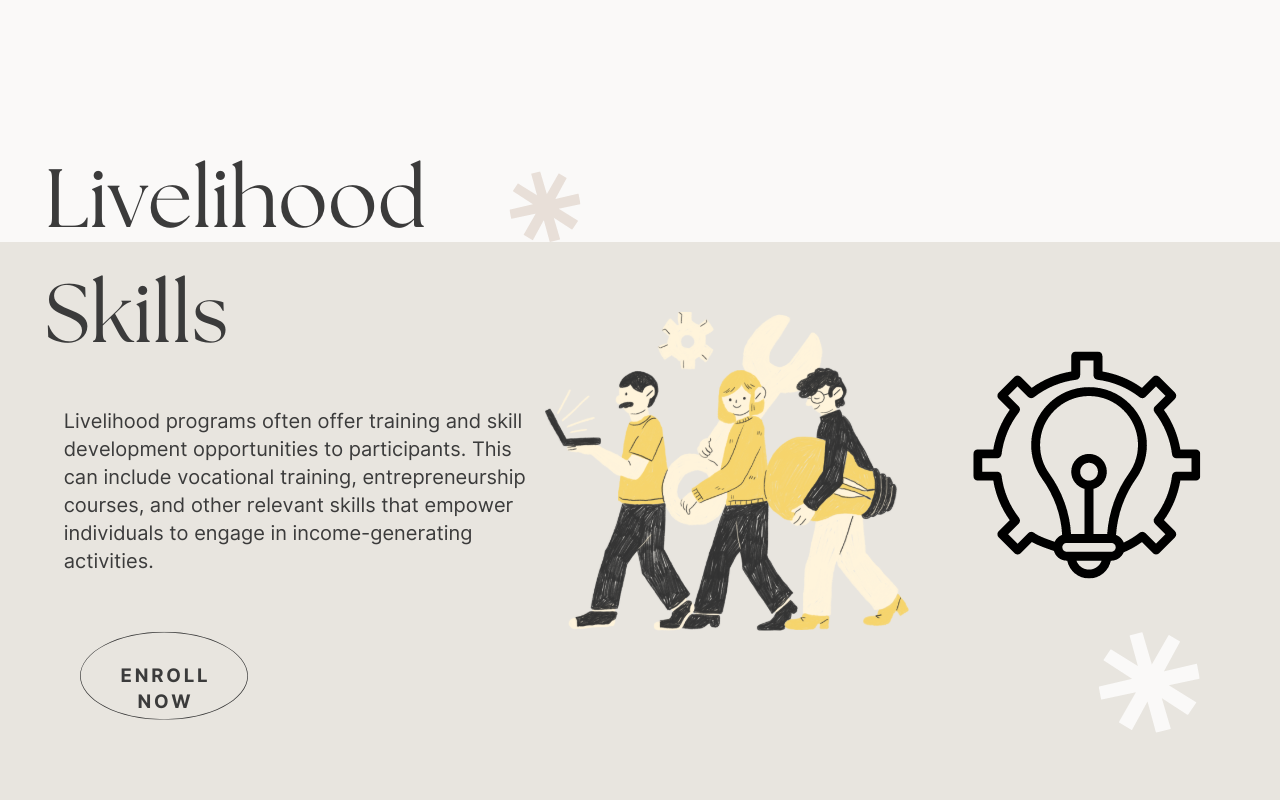 Livelihood
Skills
Livelihood programs often offer training and skill
development opportunities to participants. This
can include vocational training, entrepreneurship
courses, and other relevant skills that empower
individuals to engage in income-generating
activities.
ENROLL
NOW